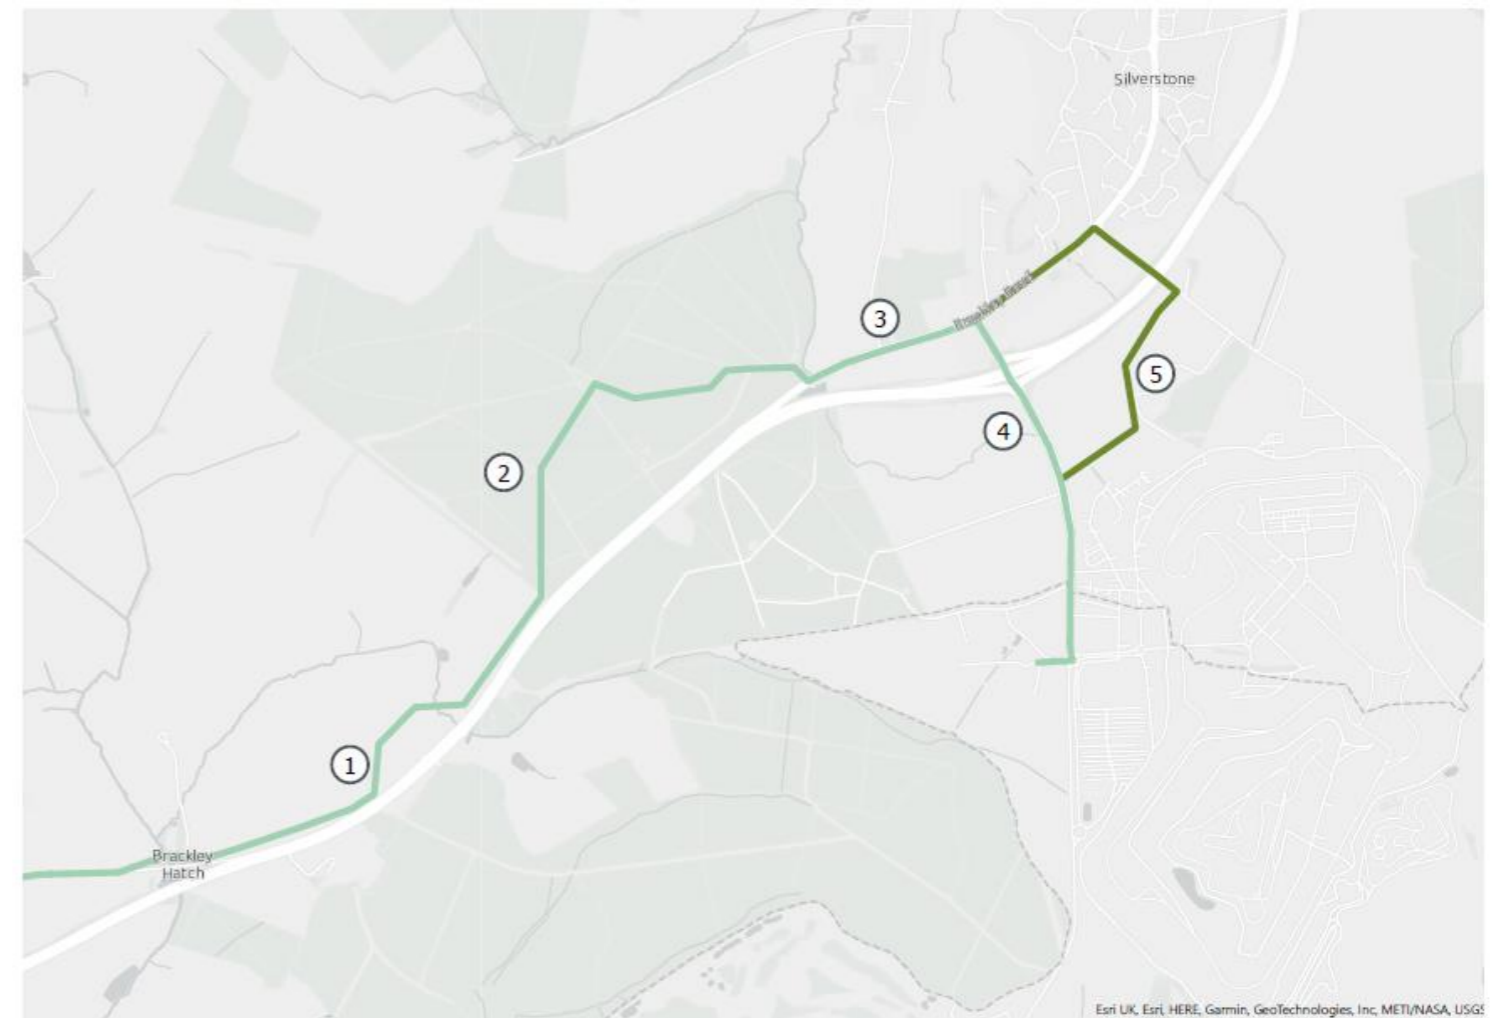 Silverstone
3
5
4
2
1
Brackley
Hatch
Esri UK, Esri, HERE, Garmin, GeoTechnologies, Inc, METI/NASA, USGS